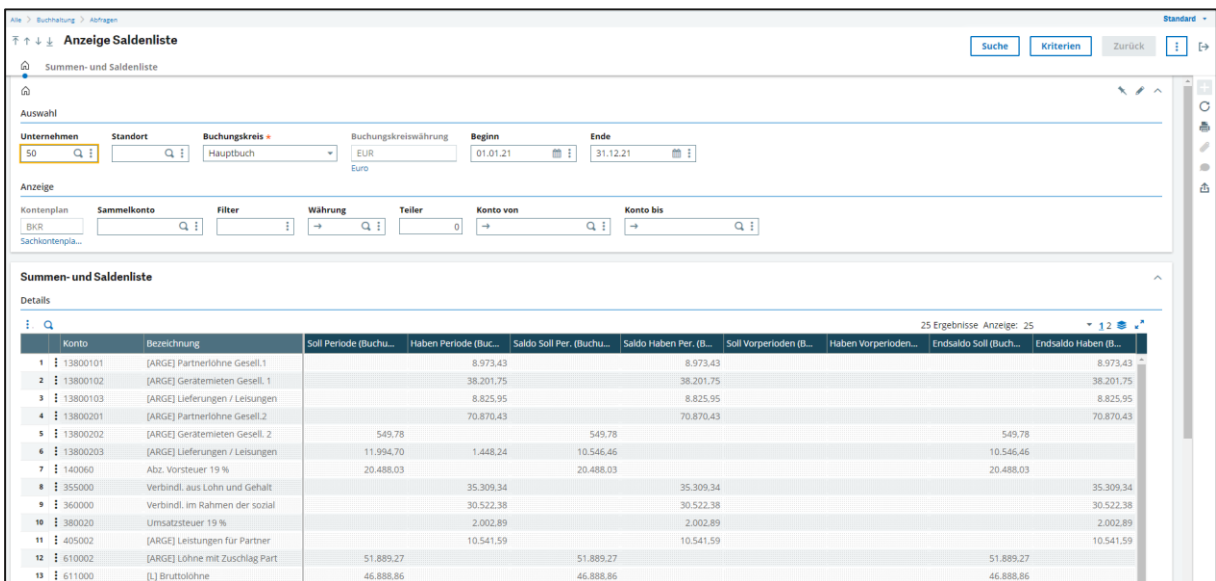 Alle > Buchhaltung > Abfragen Standard
Anzeige Saldenliste Suche Kriterien Zurück
Summen- und Saldenliste
Auswahl
Unternehmen Standort Buchungskreis * Buchungskreiswährung Beginn Ende
50 Hauptbuch EUR 01.01.21 31.12.21
Euro
Anzeige
Kontenplan Sammelkonto Filter Währung Teiler Konto von Konto bis
BKR 0
Sachkontenpla...
Summen- und Saldenliste
Details
25 Ergebnisse Anzeige: 25 1 2
Konto Bezeichnung Soll Periode (Buchu... Haben Periode (Buc... Saldo Soll Per. (Buchu... Saldo Haben Per. (B... Soll Vorperioden (B... Haben Vorperioden... Endsaldo Soll (Buch... Endsaldo Haben (B...
1 13800101 [ARGE] Partnerlöhne Gesell.1 8.973,43 8.973,43 8.973,43
2 13800102 [ARGE] Gerätemieten Gesell. 1 38.201,75 38.201,75 38.201,75
3 13800103 [ARGE] Lieferungen / Leisungen 8.825,95 8.825,95 8.825,95
4 13800201 [ARGE] Partnerlöhne Gesell.2 70.870,43 70.870,43 70.870,43
5 13800202 [ARGE] Gerätemieten Gesell. 2 549,78 549,78 549,78
6 13800203 [ARGE] Lieferungen / Leisungen 11.994,70 1.448,24 10.546,46 10.546,46
7 140060 Abz. Vorsteuer 19 % 20.488,03 20.488,03 20.488,03
8 355000 Verbindl. aus Lohn und Gehalt 35.309,34 35.309,34 35.309,34
9 360000 Verbindl. im Rahmen der sozial 30.522,38 30.522,38 30.522,38
10 380020 Umsatzsteuer 19 % 2.002,89 2.002,89 2.002,89
11 405002 [ARGE] Leistungen für Partner 10.541,59 10.541,59 10.541,59
12 610002 [ARGE] Löhne mit Zuschlag Part 51.889,27 51.889,27 51.889,27
13 611000 [L] Bruttolöhne 46.888,86 46.888,86 46.888,86